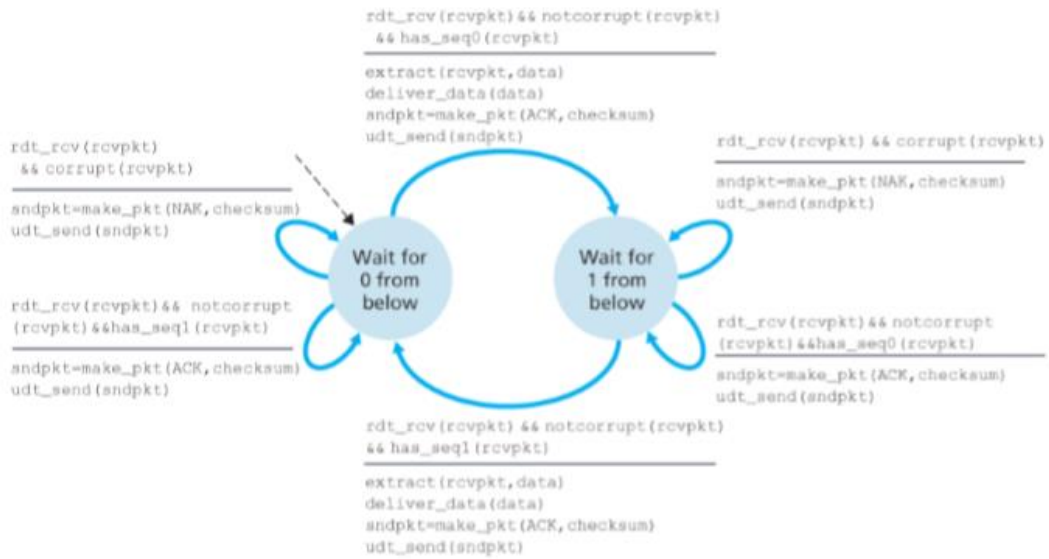 rdt_rcv(rcvpkt)&& notcorrupt(rcvpkt)
&& has_seq0(rcvpkt)
extract(rcvpkt,data)
deliver_data(data)
sndpkt=make_pkt(ACK,checksum)
udt_send(sndpkt)
rdt_rcv(rcvpkt)
&& corrupt(rcvpkt)
sndpkt=make_pkt(NAK,checksum)
udt_send(sndpkt)
rdt_rcv(rcvpkt) && corrupt(rcvpkt)
sndpkt=make_pkt(NAK,checksum)
udt_send(sndpkt)
Wait for
0 from
below
Wait for
1 from
below
rdt_rcv(rcvpkt)&& notcorrupt
(rcvpkt)&&has_seq1(rcvpkt)
sndpkt=make_pkt(ACK,checksum)
udt_send(sndpkt)
rdt_rcv(rcvpkt)&& notcorrupt
(rcvpkt)&&has_seq0(rcvpkt)
sndpkt=make_pkt(ACK,checksum)
udt_send(sndpkt)
rdt_rcv(rcvpkt) && notcorrupt(rcvpkt)
&& has_seq1(rcvpkt)
extract(rcvpkt,data)
deliver_data(data)
sndpkt=make_pkt(ACK,checksum)
udt_send(sndpkt)